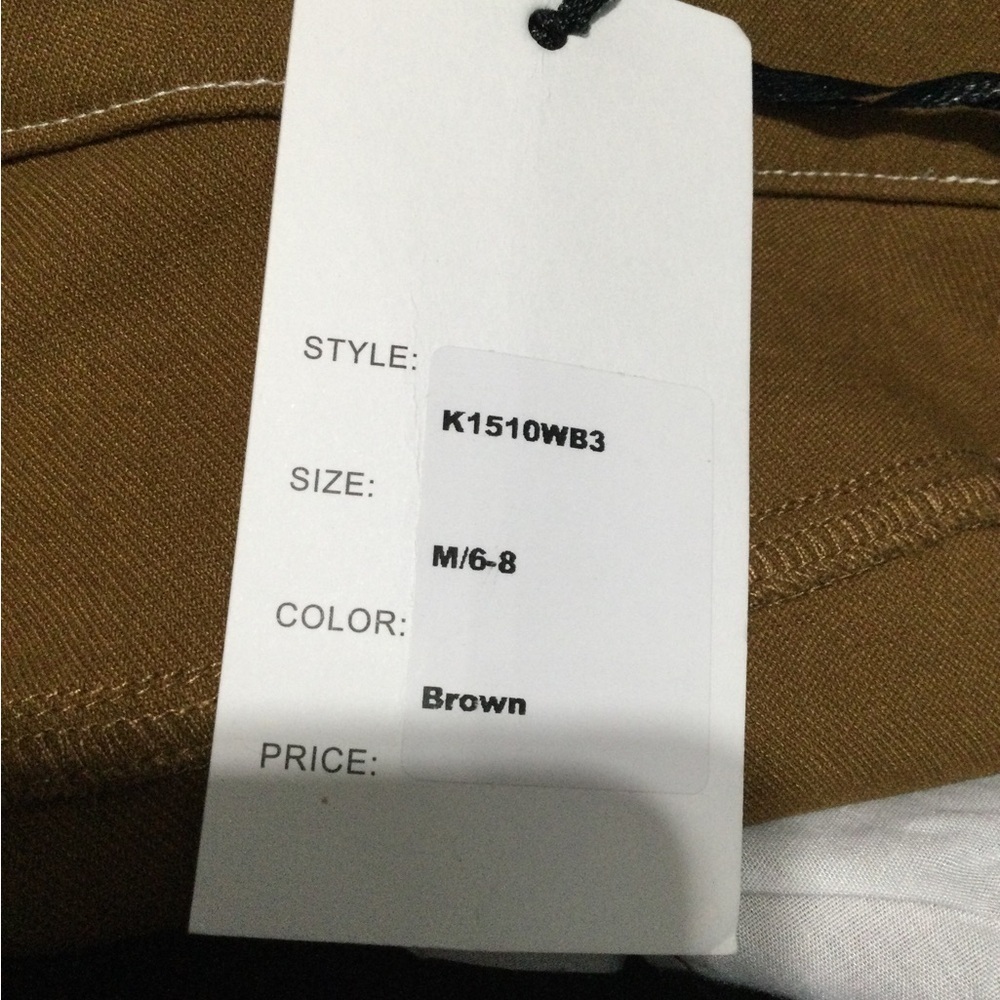 STYLE:
K1510WB3
SIZE:
M/6-8
COLOR:
Brown
PRICE: